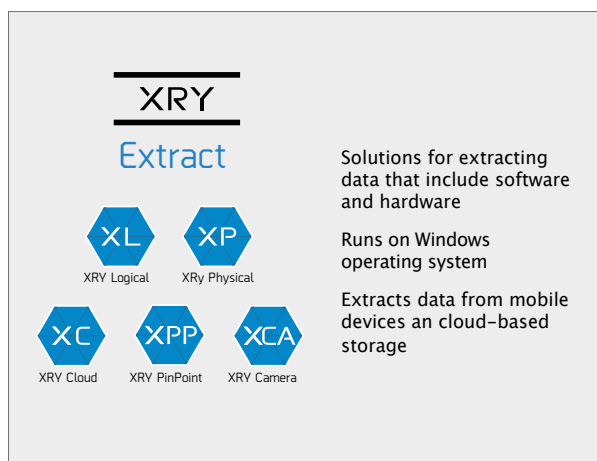 XRY
Extract
XL
XP
XRY Logical
XRy Physical
XC
XPP
XCA
XRY Cloud
XRY PinPoint
XRY Camera
Solutions for extracting
data that include software
and hardware
Runs on Windows
operating system
Extracts data from mobile
devices an cloud-based
storage